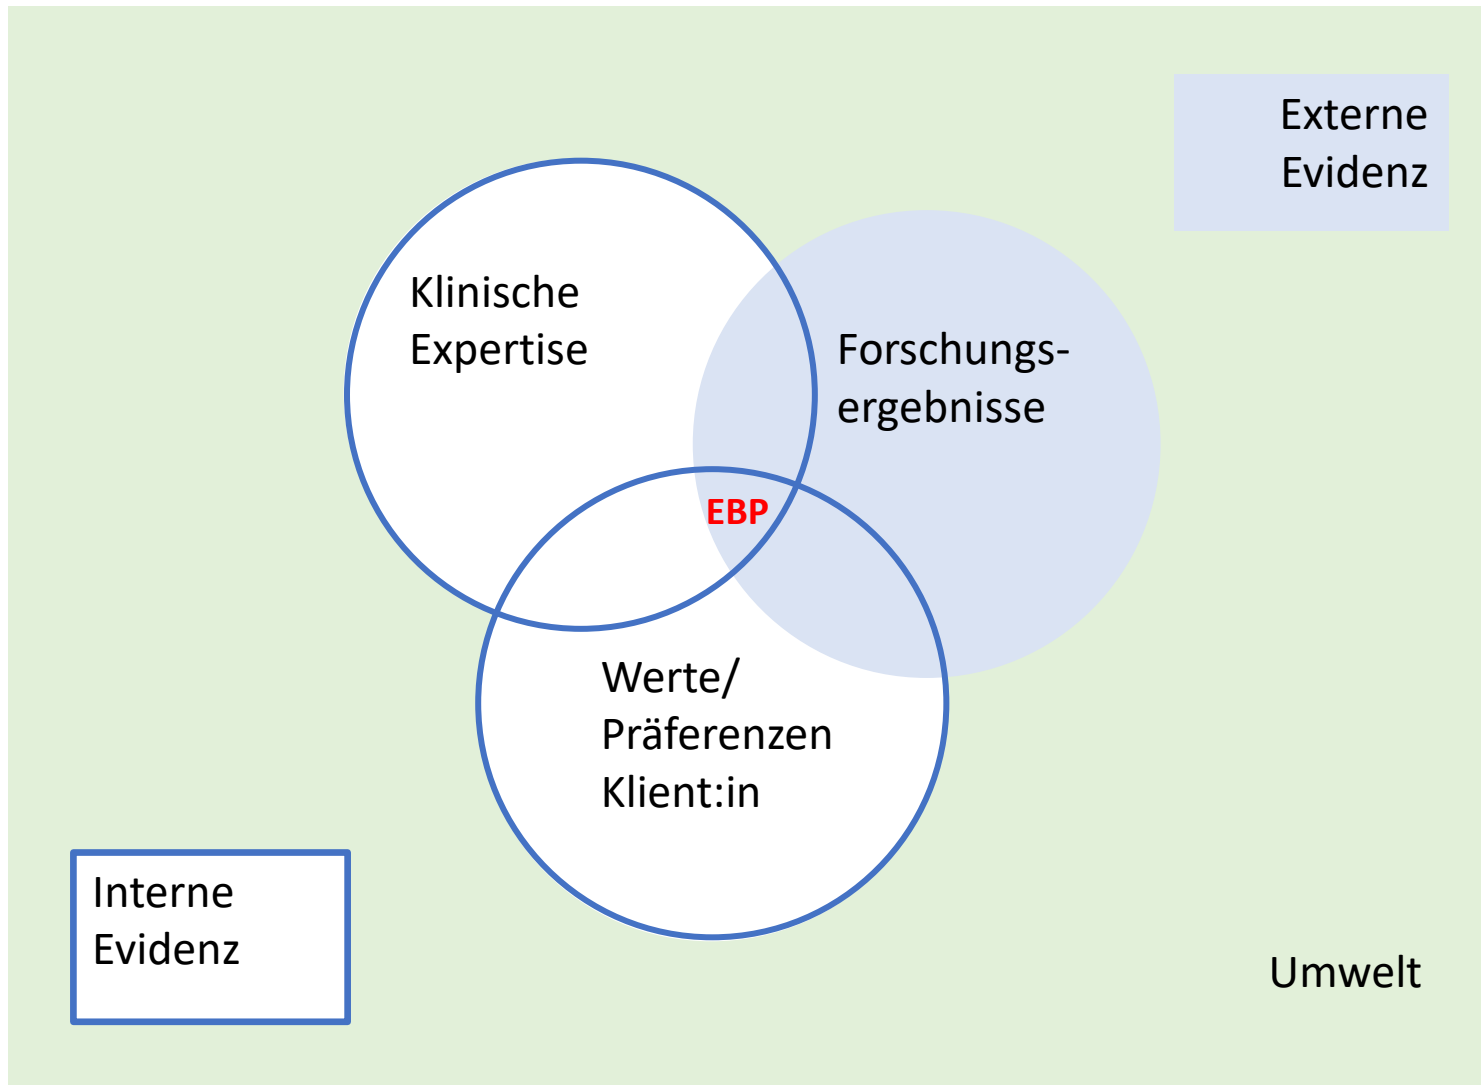 Externe
Evidenz
Klinische
Expertise
Forschungs-
ergebnisse
EBP
Werte/
Präferenzen
Klient:in
Interne
Evidenz
Umwelt